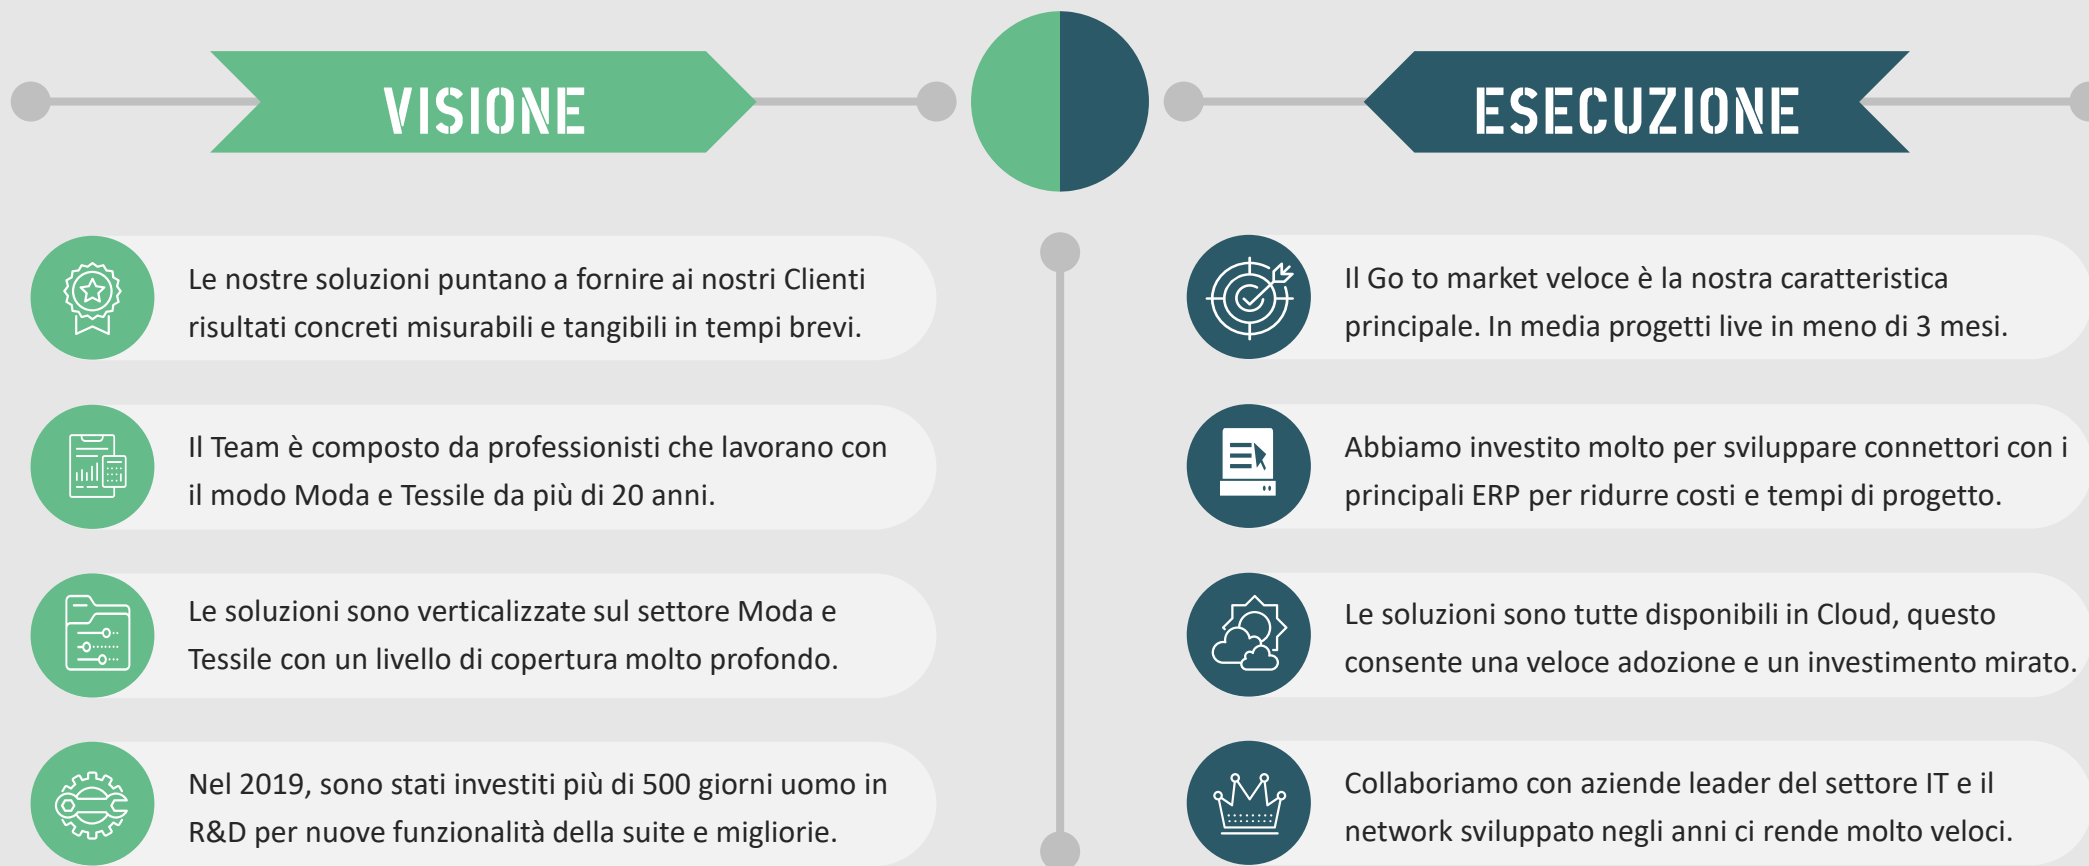 VISIONE
Le nostre soluzioni puntano a fornire ai nostri Clienti
risultati concreti misurabili e tangibili in tempi brevi.
Il Team è composto da professionisti che lavorano con
il modo Moda e Tessile da più di 20 anni.
Le soluzioni sono verticalizzate sul settore Moda e
Tessile con un livello di copertura molto profondo.
Nel 2019, sono stati investiti più di 500 giorni uomo in
R&D per nuove funzionalità della suite e migliorie.
ESECUZIONE
Il Go to market veloce è la nostra caratteristica
principale. In media progetti live in meno di 3 mesi.
Abbiamo investito molto per sviluppare connettori con i
principali ERP per ridurre costi e tempi di progetto.
Le soluzioni sono tutte disponibili in Cloud, questo
consente una veloce adozione e un investimento mirato.
Collaboriamo con aziende leader del settore IT e il
network sviluppato negli anni ci rende molto veloci.